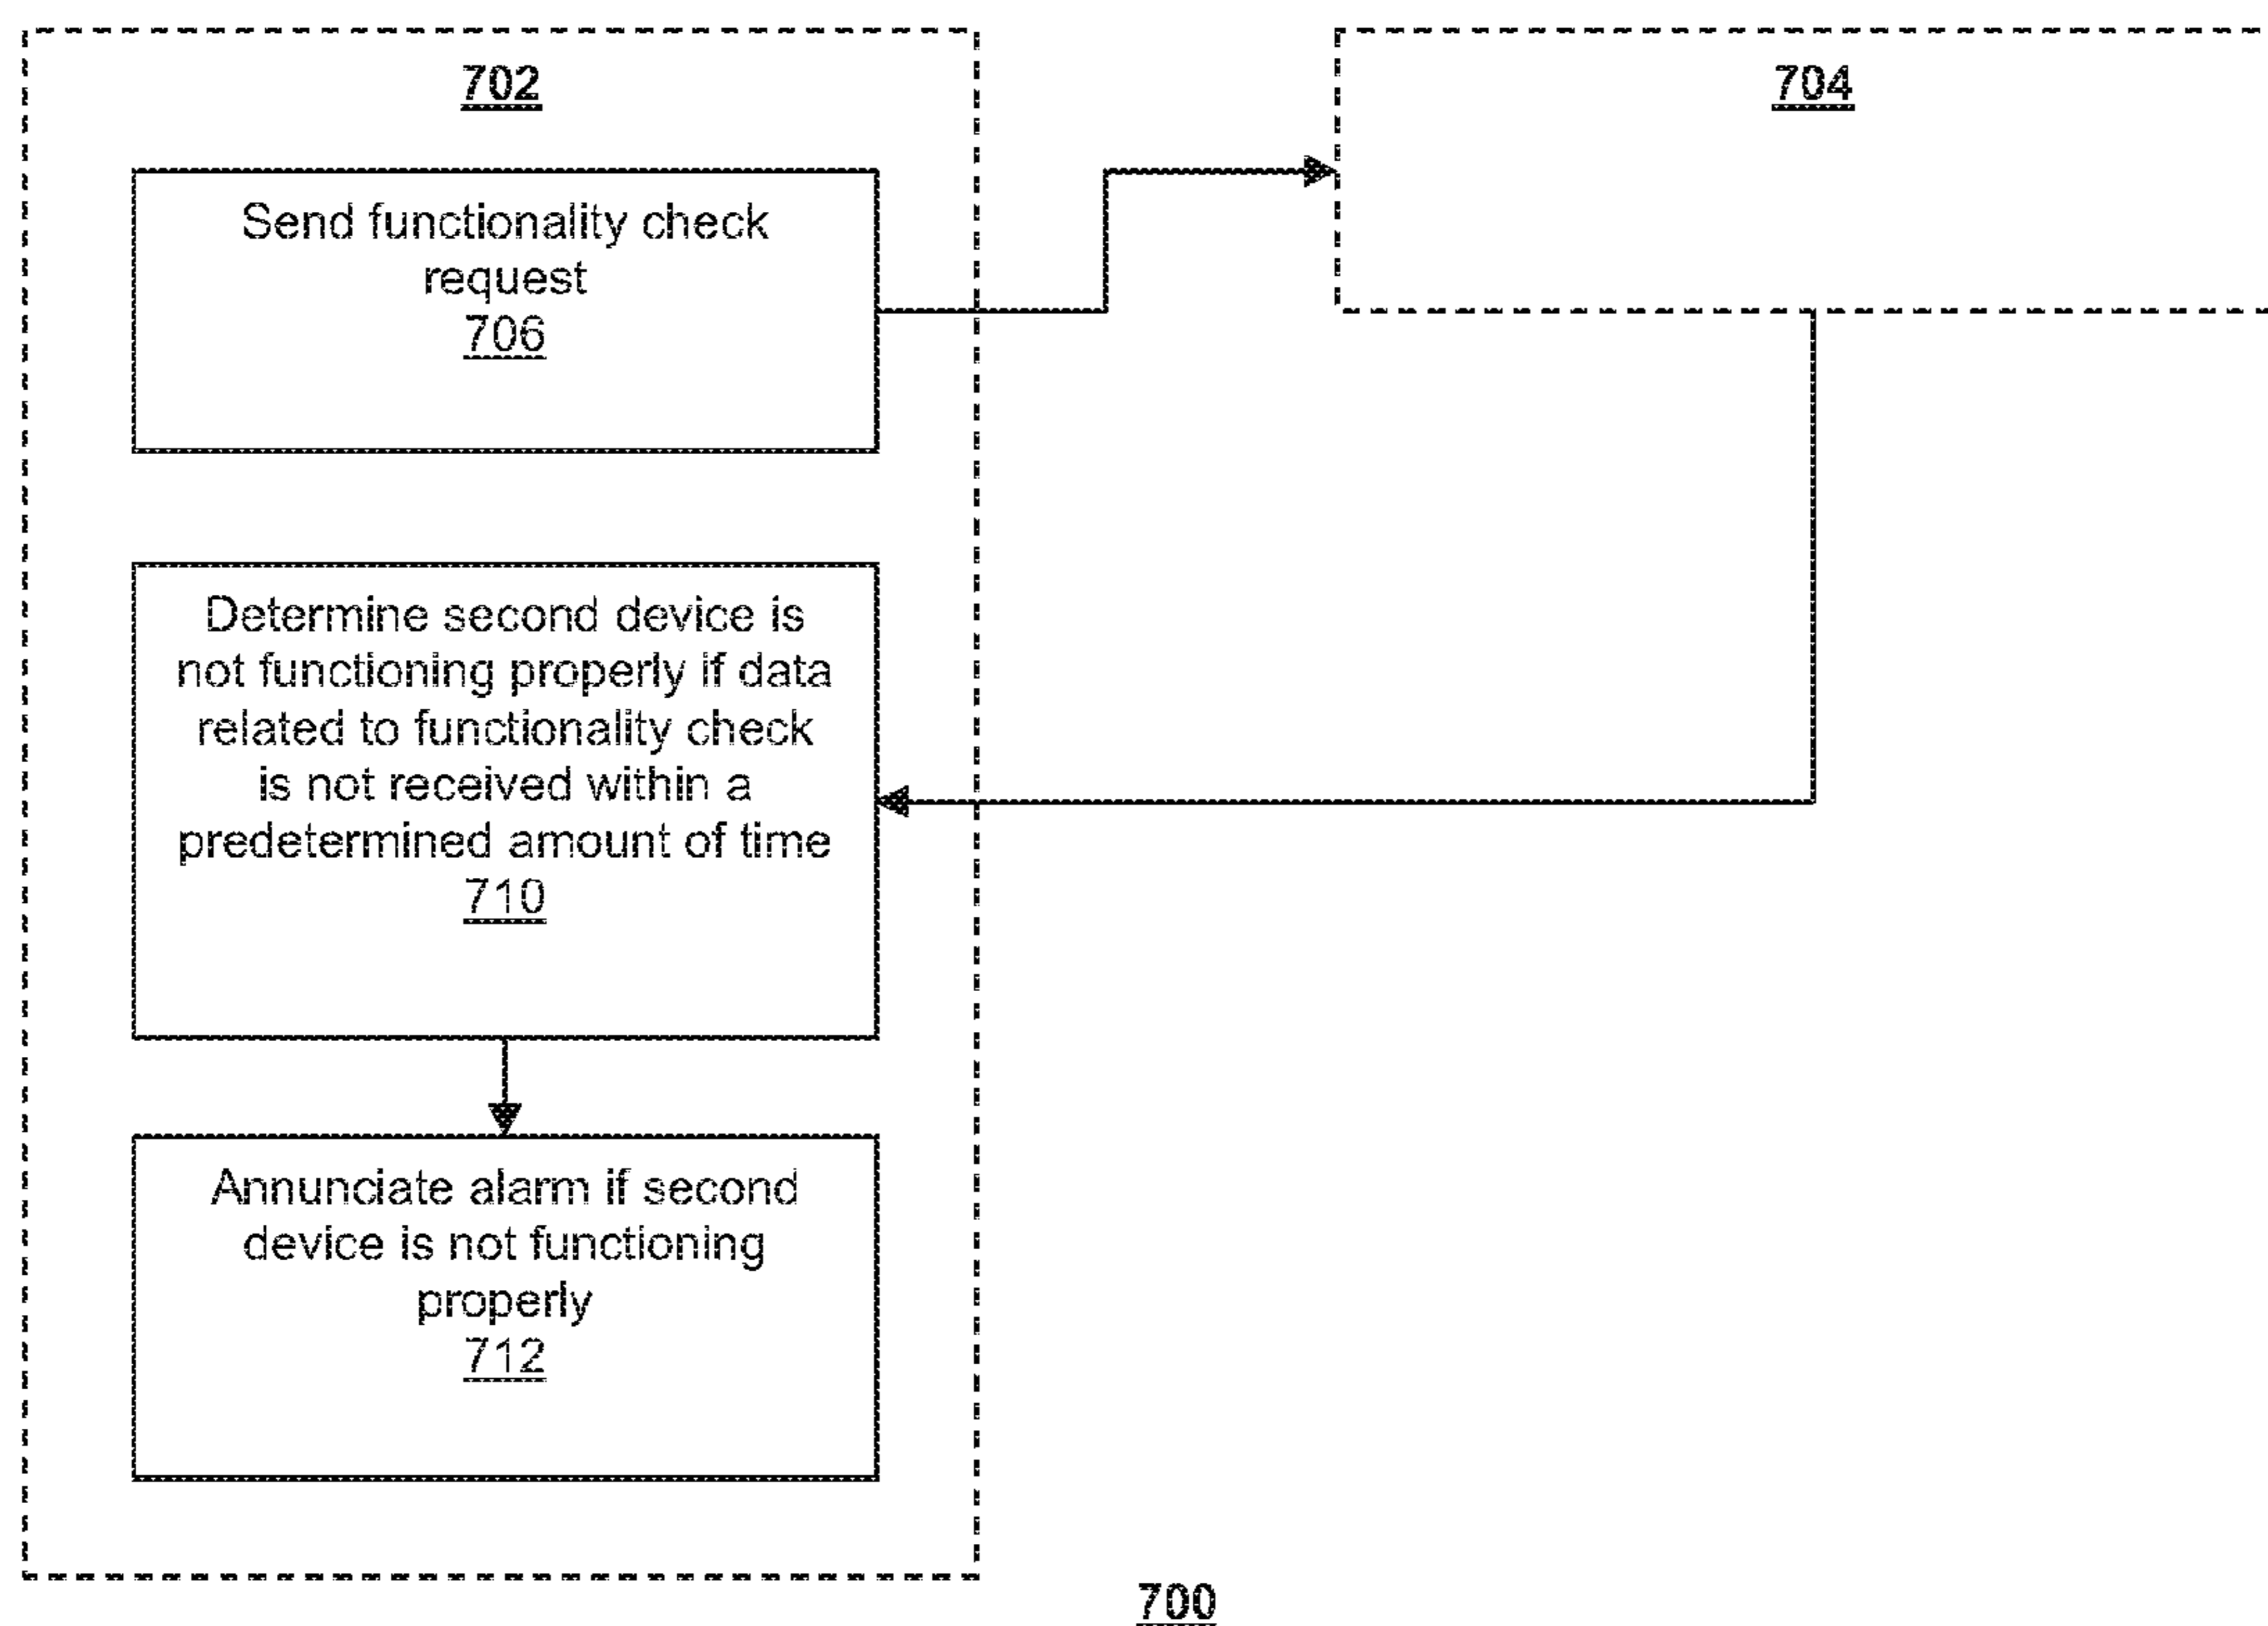 702
Send functionality check
request
706
Determine second device is
not functioning properly if data
related to functionality check
is not received within a
predetermined amount of time
710
Annunciate alarm if second
device is not functioning
properly
712
704
700